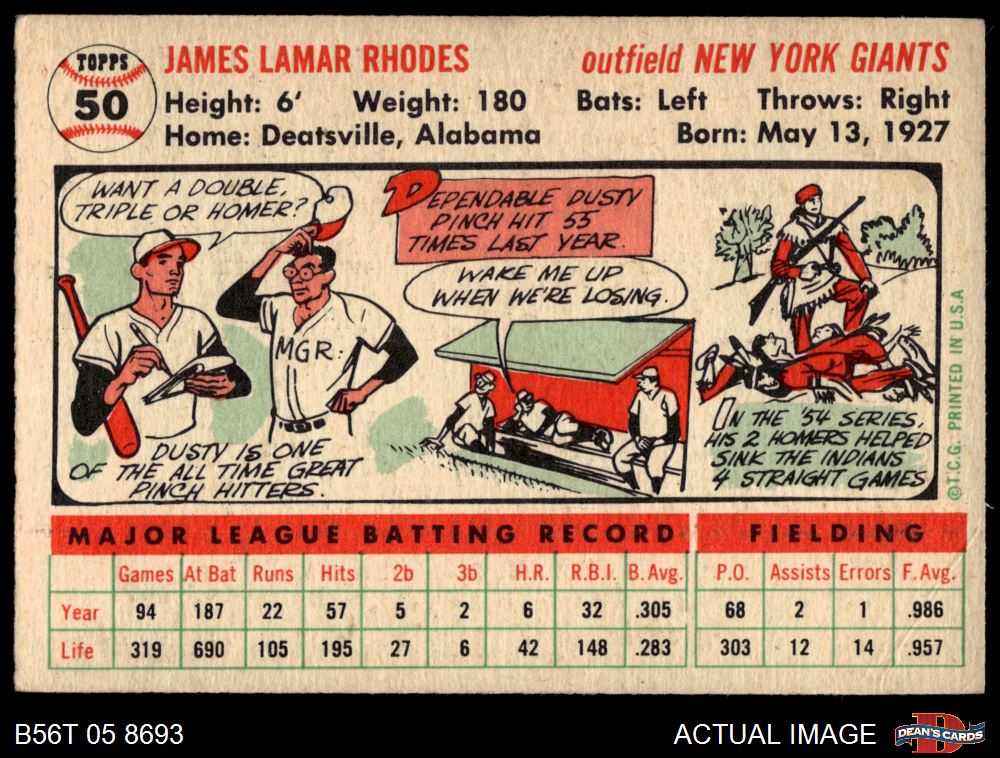 TOPPS
50
JAMES LAMAR RHODES
outfield NEW YORK GIANTS
Height: 6' Weight: 180 Bats: Left Throws: Right
Home: Deatsville, Alabama Born: May 13, 1927
WANT A DOUBLE,
TRIPLE OR HOMER?
MGR.
DUSTY IS ONE
OF THE ALL TIME GREAT
PINCH HITTERS.
DEPENDABLE DUSTY
PINCH HIT 55
TIMES LAST YEAR.
WAKE ME UP
WHEN WE'RE LOSING.
IN THE '54 SERIES,
HIS 2 HOMERS HELPED
SINK THE INDIANS
4 STRAIGHT GAMES
©T.C.G. PRINTED IN U.S.A
MAJOR LEAGUE BATTING RECORD FIELDING
Games At Bat Runs Hits 2b 3b H.R. R.B.I. B. Avg. P.O. Assists Errors F. Avg.
Year 94 187 22 57 5 2 6 32 .305 68 2 1 .986
Life 319 690 105 195 27 6 42 148 .283 303 12 14 .957
B56T 05 8693
ACTUAL IMAGE
DEAN'S CARDS